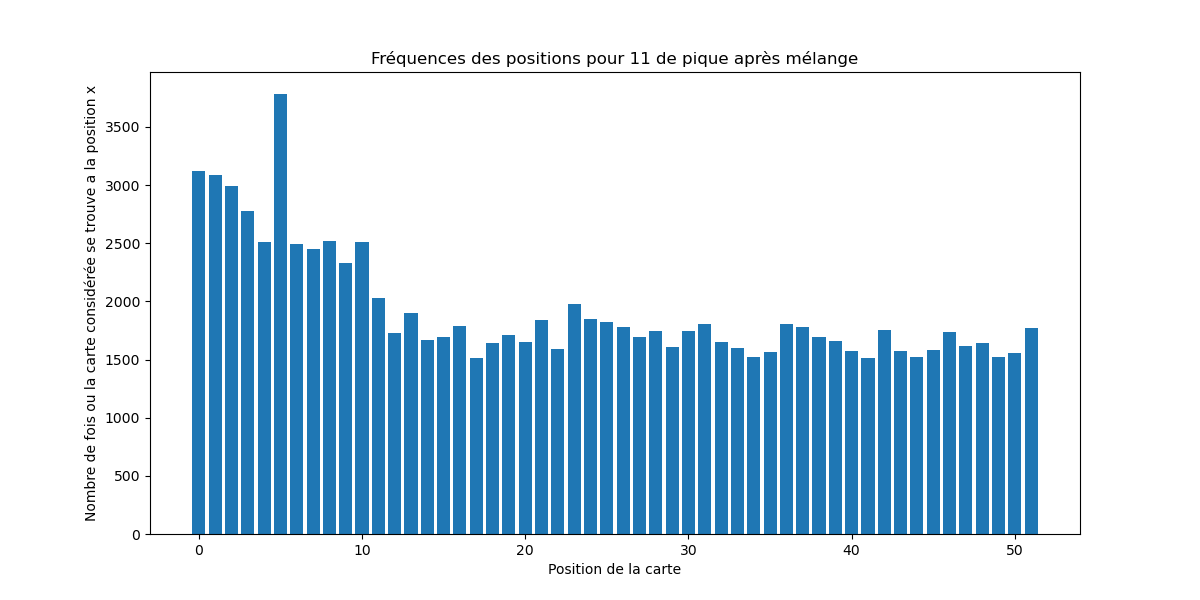 Fréquences des positions pour 11 de pique après mélange
Nombre de fois ou la carte considérée se trouve a la position x
3500
3000
2500
2000
1500
1000
500
0
0 10 20 30 40 50
Position de la carte